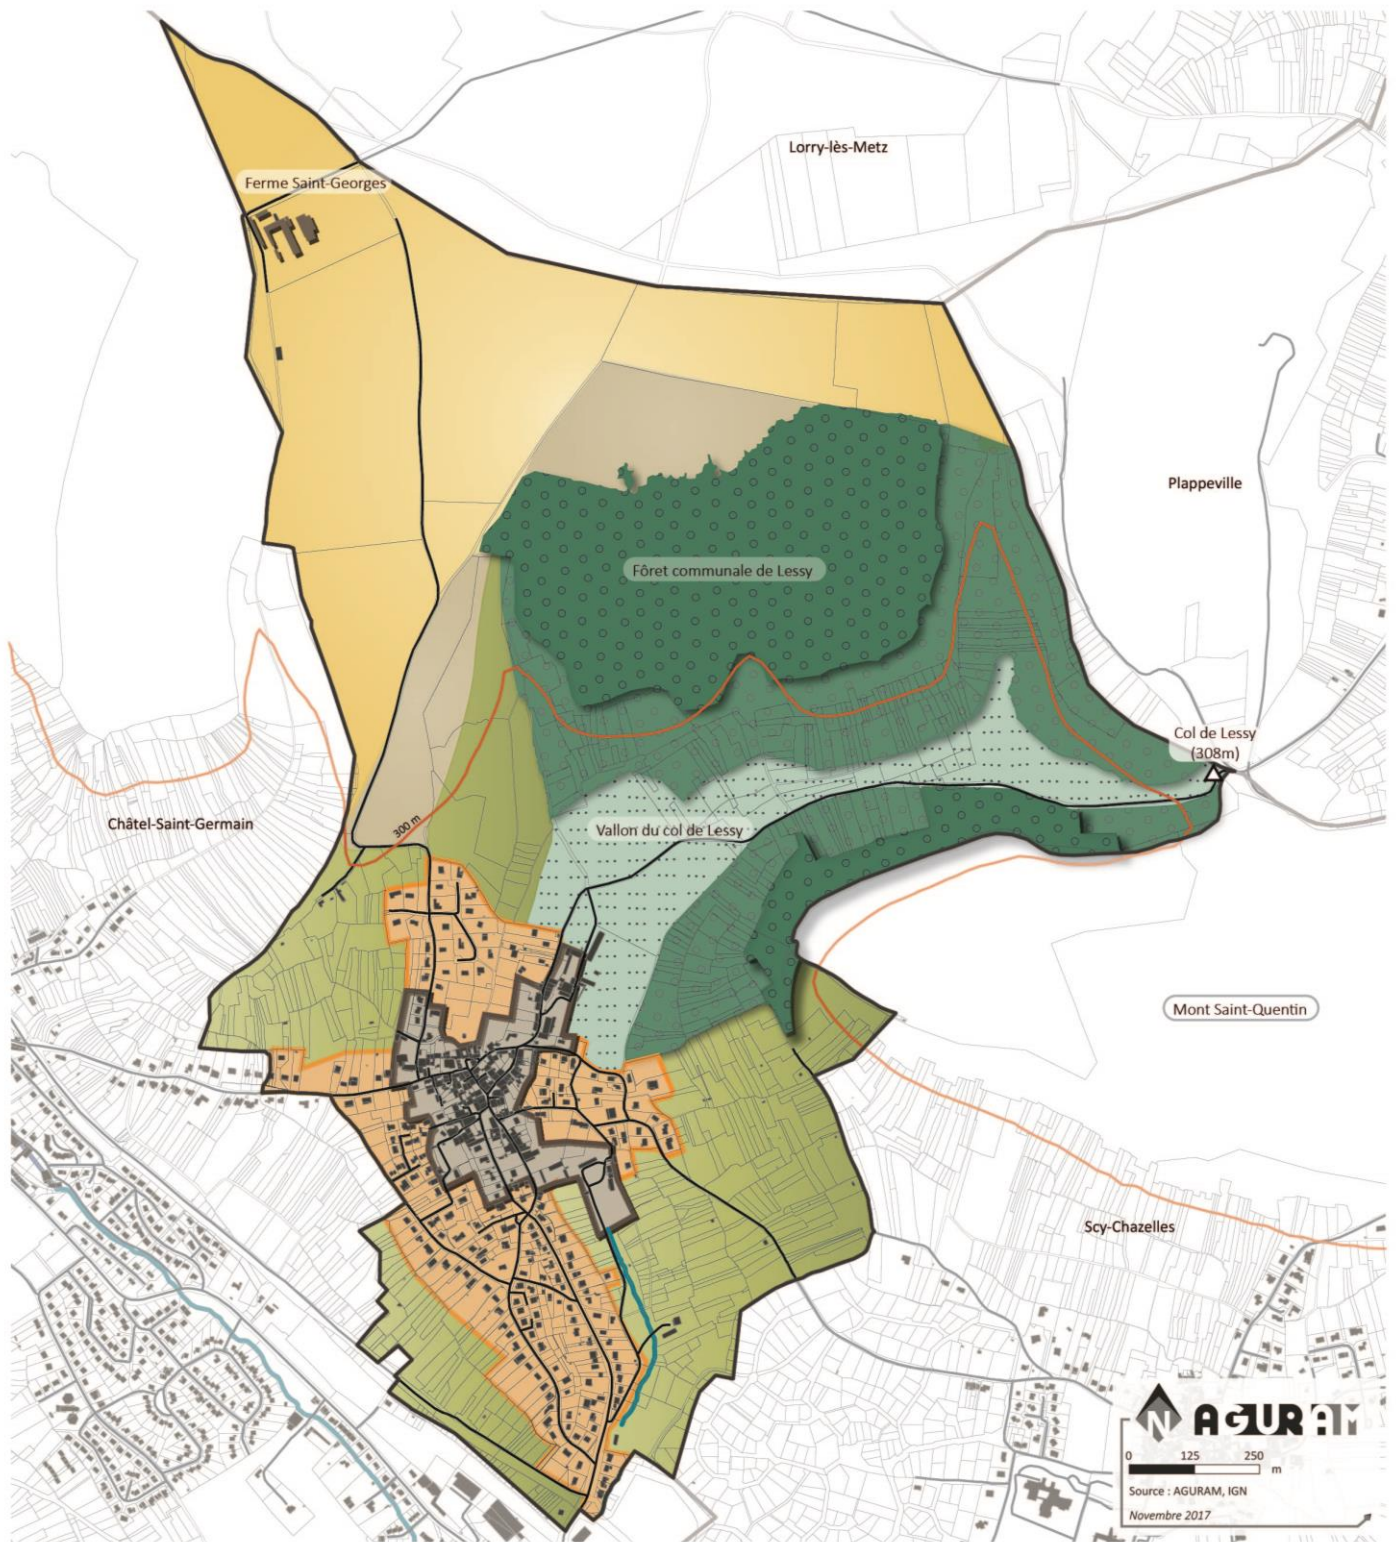 Lorry-lès-Metz
Ferme Saint-Georges
Plappeville
Fôret communale de Lessy
Col de Lessy
(308m)
Châtel-Saint-Germain
300 m
Vallon du col de Lessy
Mont Saint-Quentin
Scy-Chazelles
N AGURAM
0 125 250
m
Source : AGURAM, IGN
Novembre 2017